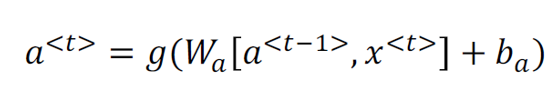 a^{<t>} = g(W_a[a^{<t−1>}, x^{<t>}] + b_a)